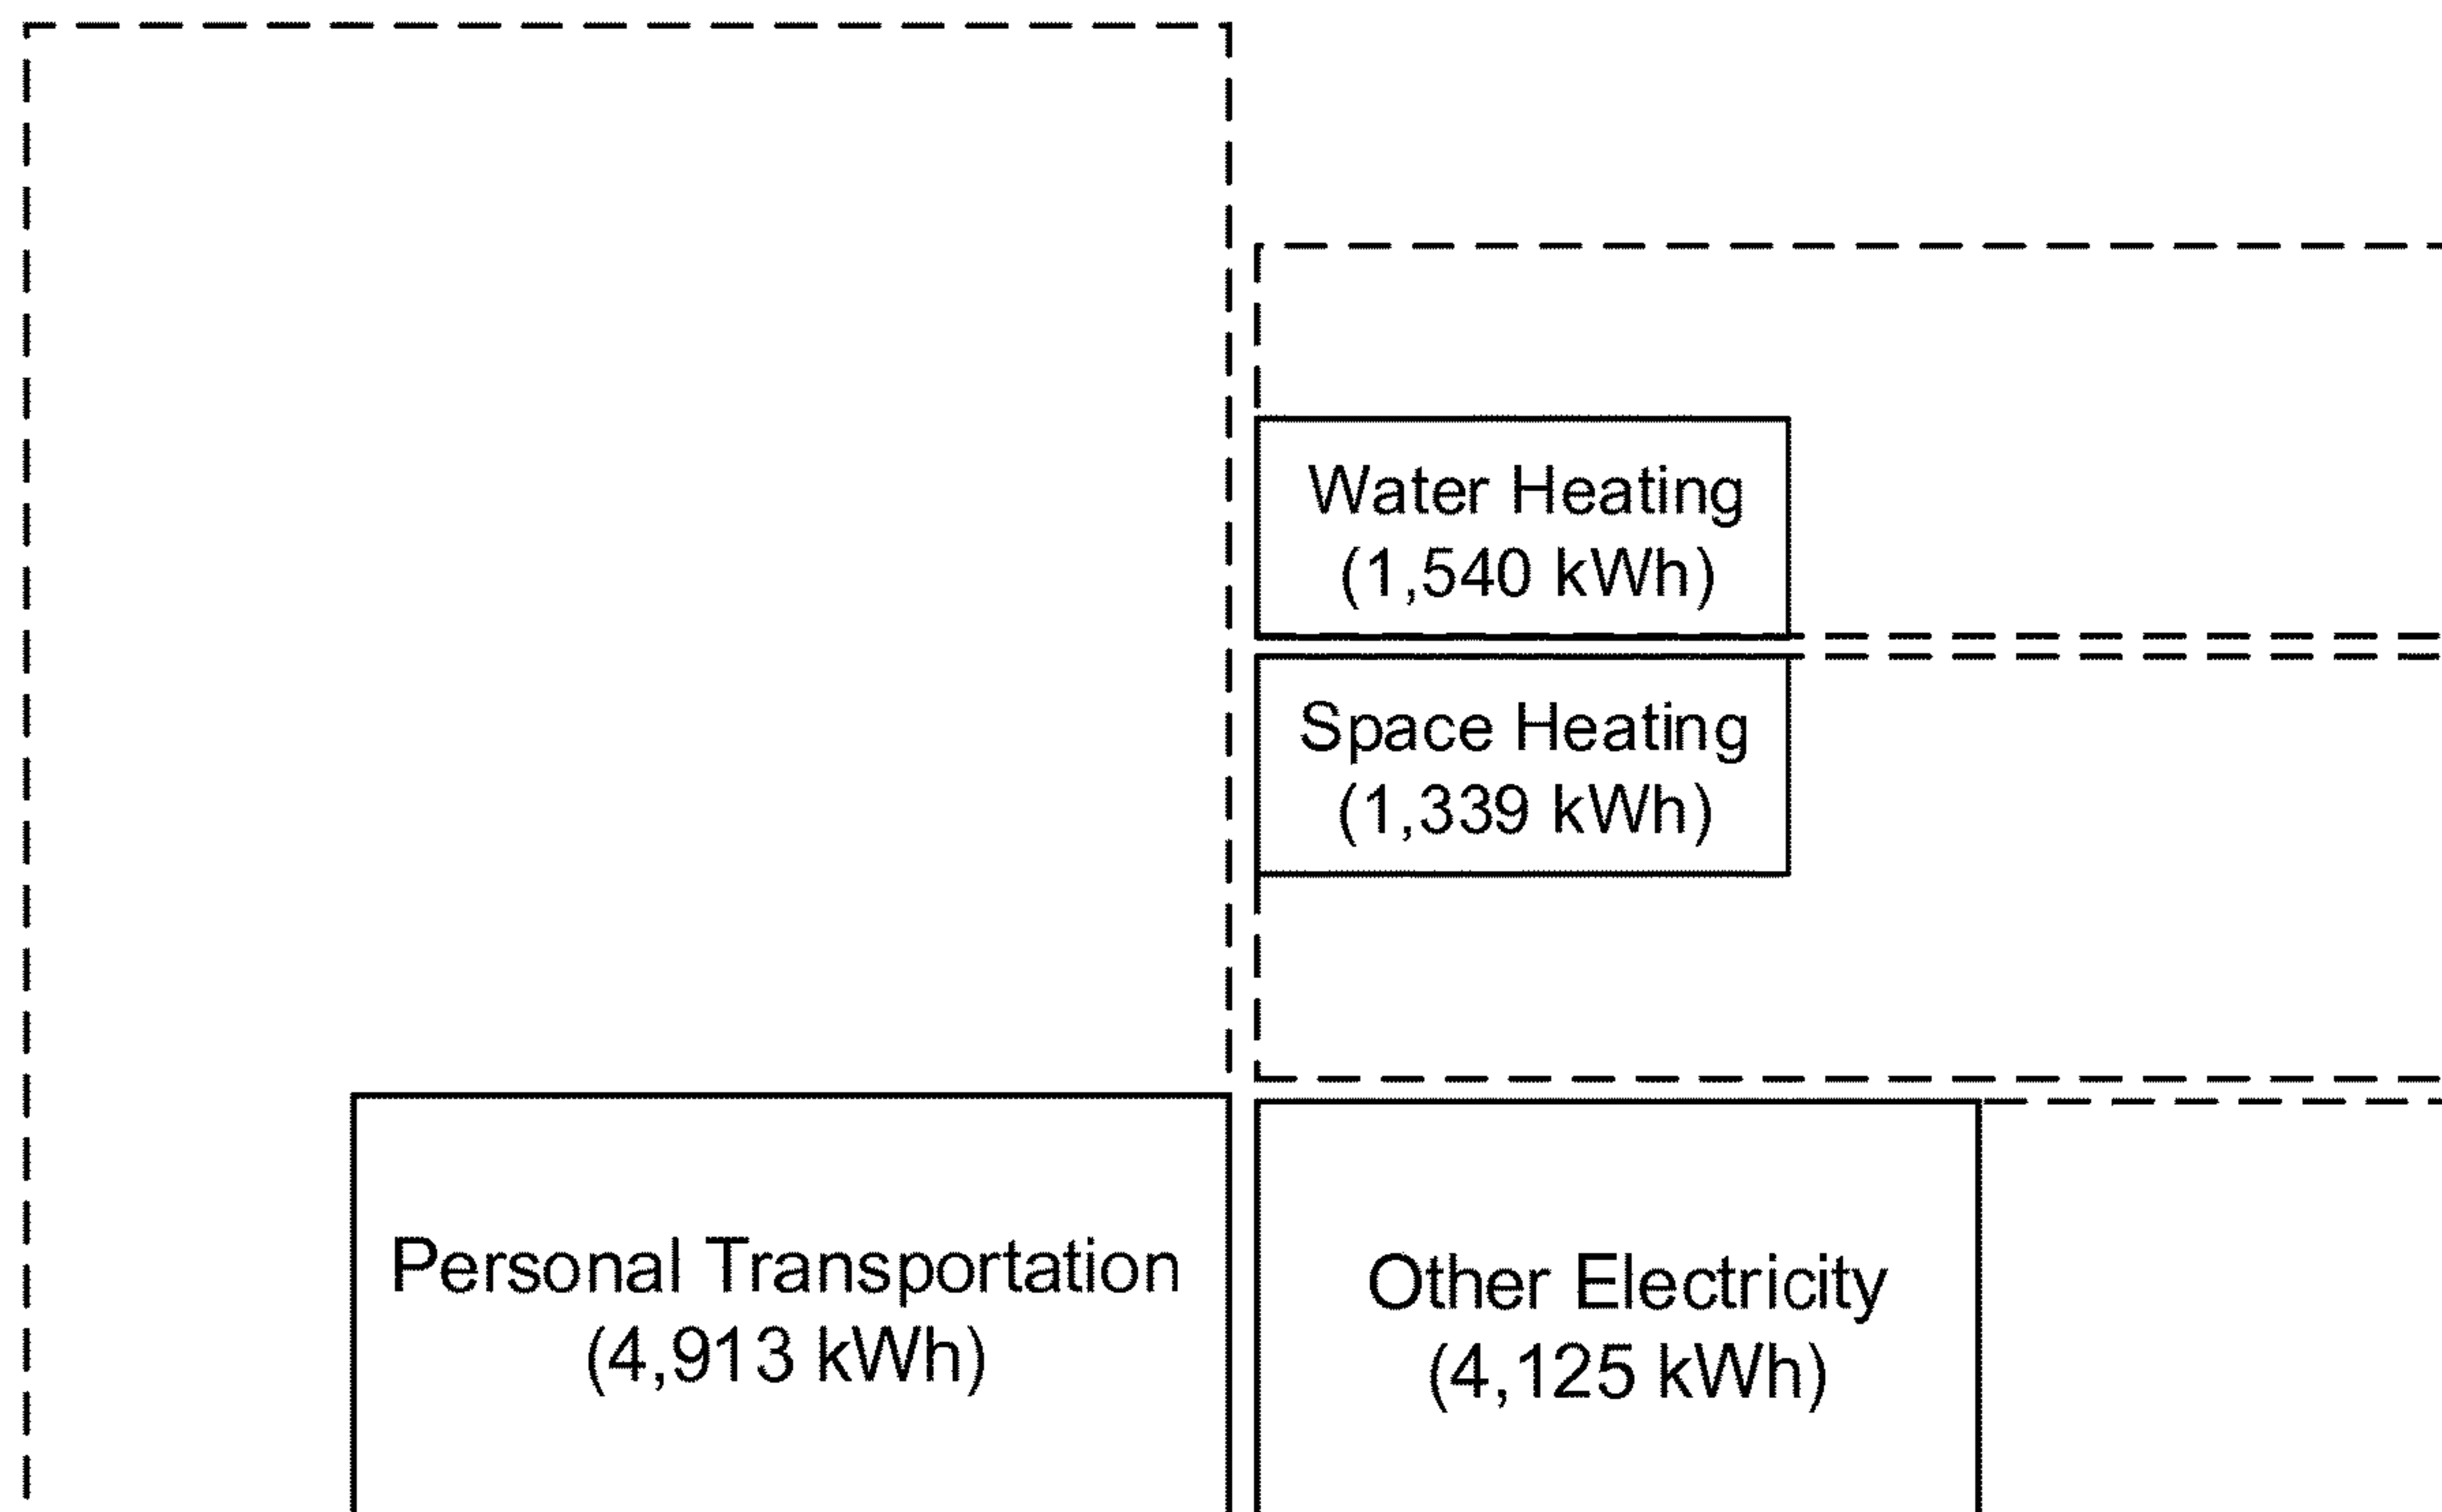 Water Heating
(1,540 kWh)
Space Heating
(1,339 kWh)
Personal Transportation
(4,913 kWh)
Other Electricity
(4,125 kWh)